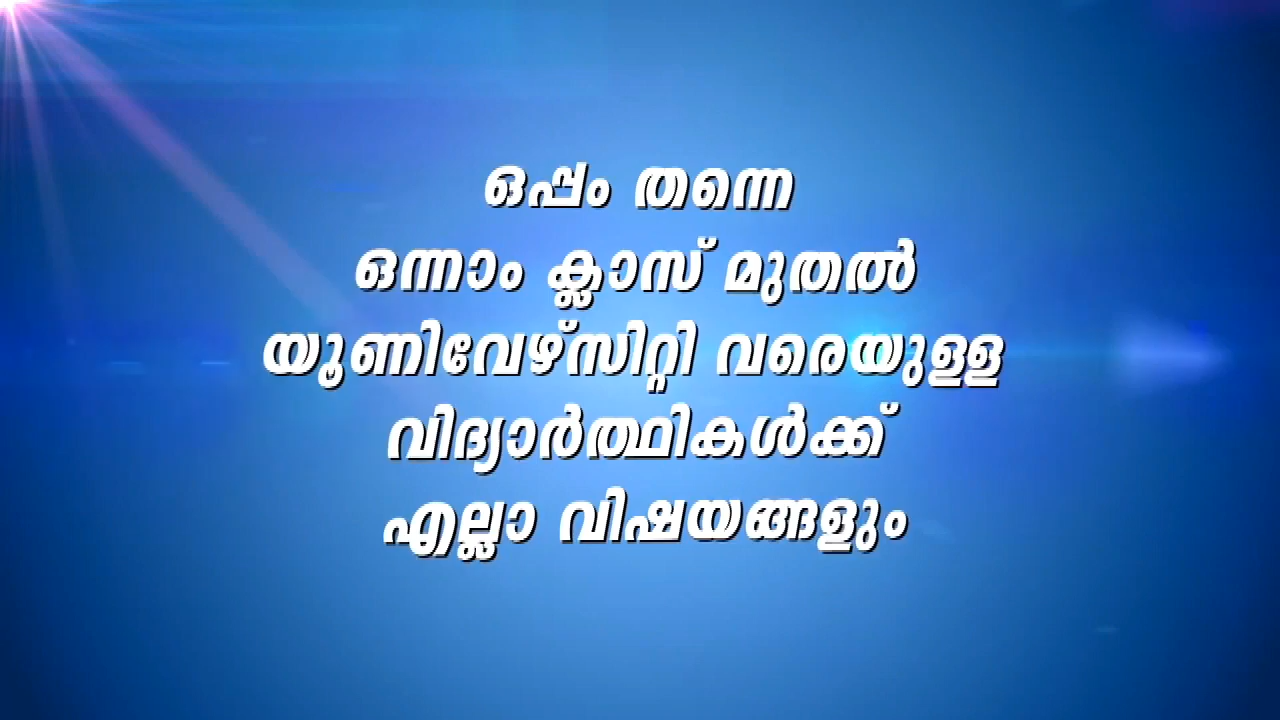 ഒപ്പം തന്നെ
ഒന്നാം ക്ലാസ് മുതൽ
യൂണിവേഴ്സിറ്റി വരെയുള്ള
വിദ്യാർത്ഥികൾക്ക്
എല്ലാ വിഷയങ്ങളും